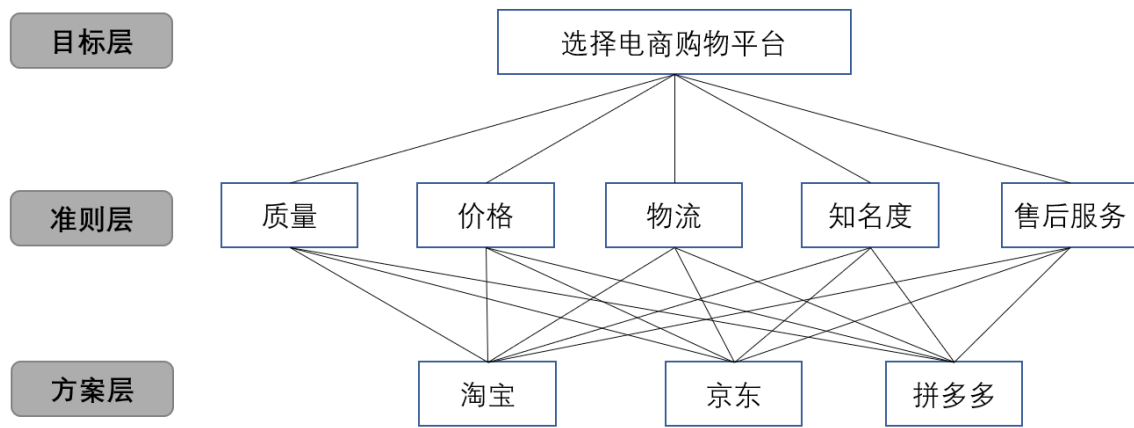 目标层
选择电商购物平台
准则层
质量
价格
物流
知名度
售后服务
方案层
淘宝
京东
拼多多